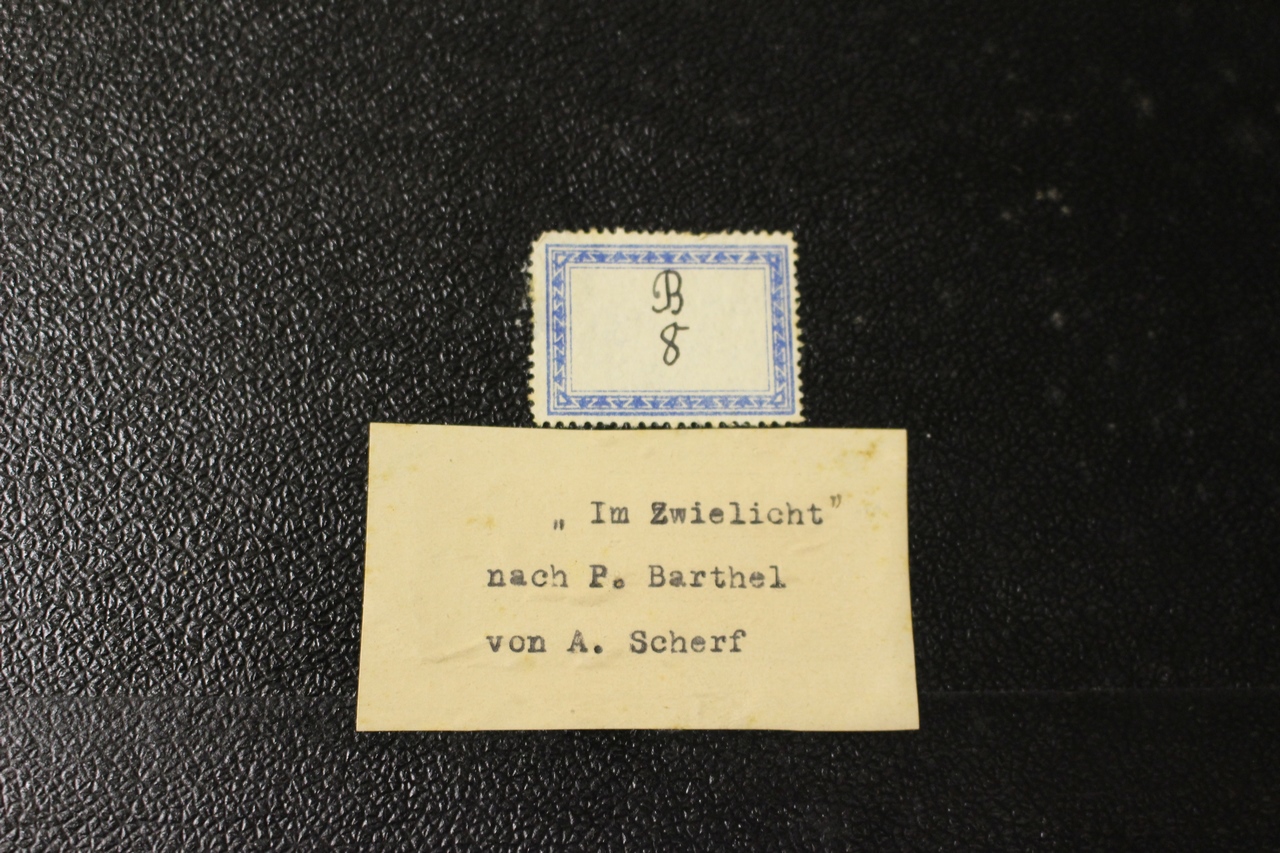 B
8
„ Im Zwielicht”
nach P. Barthel
von A. Scherf